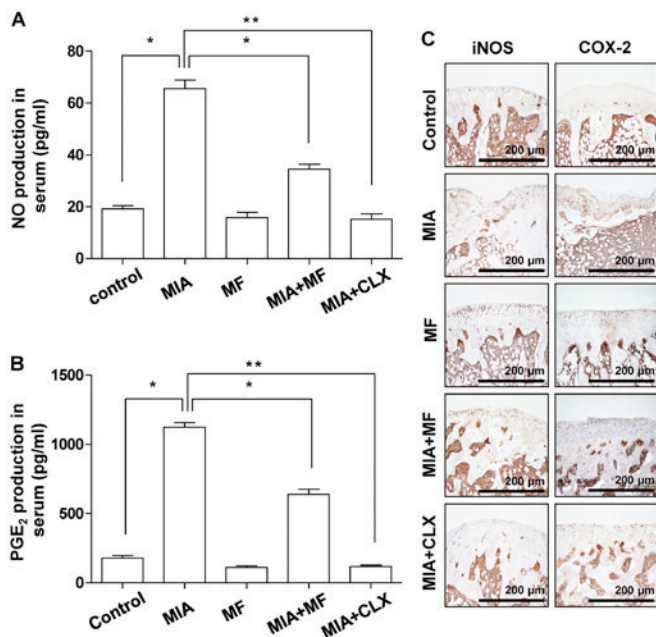 A
NO production in
serum (pg/ml)
80
60
40
20
0
*
**
*
control
MIA
MF
MIA+MF
MIA+CLX
B
PGE2 production in
serum (pg/ml)
1500
1000
500
0
*
**
*
Control
MIA
MF
MIA+MF
MIA+CLX
C
iNOS COX-2
Control
200 μm 200 μm
MIA
200 μm 200 μm
MF
200 μm 200 μm
MIA+MF
200 μm 200 μm
MIA+CLX
200 μm 200 μm